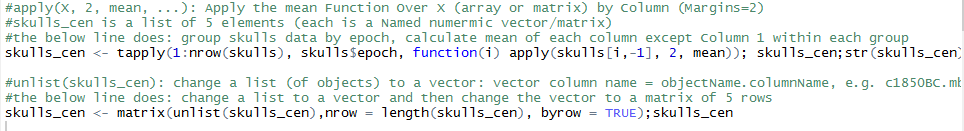 #apply(X, 2, mean, ...): Apply the mean Function Over X (array or matrix) by Column (Margins=2)
#skulls_cen is a list of 5 elements (each is a Named numermic vector/matrix)
#the below line does: group skulls data by epoch, calculate mean of each column except Column 1 within each group
skulls_cen <- tapply(1:nrow(skulls), skulls$epoch, function(i) apply(skulls[i,-1], 2, mean)); skulls_cen;str(skulls_cen)
#unlist(skulls_cen): change a list (of objects) to a vector: vector column name = objectName.columnName, e.g. c1850BC.mb
#the below line does: change a list to a vector and then change the vector to a matrix of 5 rows
skulls_cen <- matrix(unlist(skulls_cen),nrow = length(skulls_cen), byrow = TRUE);skulls_cen